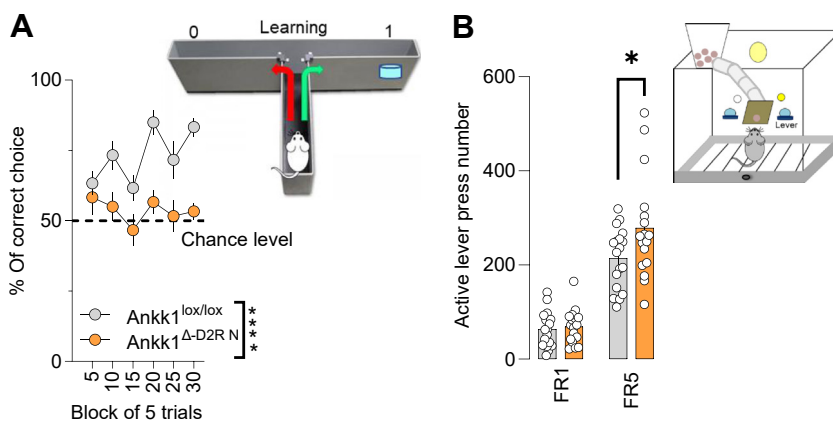 A
0 Learning 1
100
50
0
% Of correct choice
Chance level
Ankk1lox/lox
Ankk1Δ-D2R N
****
5 10 15 20 25 30
Block of 5 trials
B
600
400
200
0
Active lever press number
*
FR1 FR5
Lever